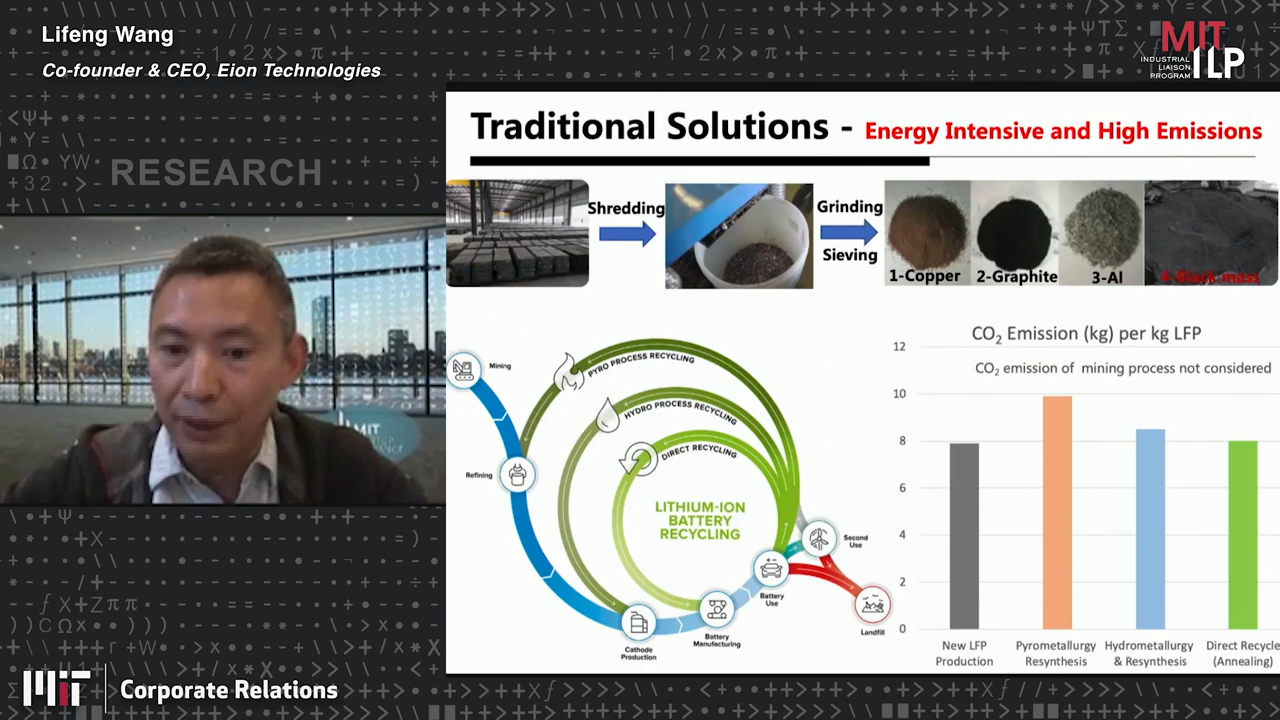 Lifeng Wang
Co-founder & CEO, Eion Technologies
MIT
INDUSTRIAL
LIAISON
PROGRAM
ILP
RESEARCH
Traditional Solutions - Energy Intensive and High Emissions
Shredding
Grinding
Sieving
1-Copper
2-Graphite
3-Al
4-Black mass
Mining
PYRO PROCESS RECYCLING
HYDRO PROCESS RECYCLING
DIRECT RECYCLING
Refining
LITHIUM-ION
BATTERY
RECYCLING
Second
Use
Battery
Use
Landfill
Battery
Manufacturing
Cathode
Production
CO₂ Emission (kg) per kg LFP
CO₂ emission of mining process not considered
12
10
8
6
4
2
0
New LFP
Production
Pyrometallurgy
Resynthesis
Hydrometallurgy
& Resynthesis
Direct Recycle
(Annealing)
MIT
MIT
Corporate Relations